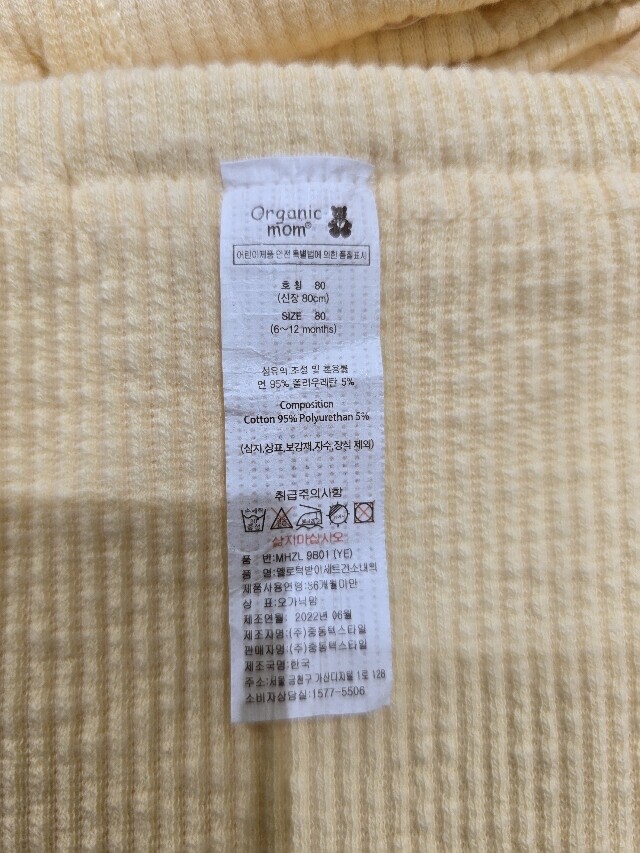 Organic
mom®
어린이제품 안전 특별법에 의한 품질표시
호 칭 80
(신장 80cm)
SIZE 80
(6~12 months)
섬유의 조성 및 혼용률
면 95% 폴리우레탄 5%
Composition
Cotton 95% Polyurethan 5%
(심지,상표,보강재,자수,장식 제외)
취급주의사항
삶지마십시오
품 번:MHZL 9801 (YE)
품 명:멜로턱받이세트건소내의
제품사용연령:36개월미만
상 표:오가닉맘
제조연월: 2022년 06월
제조자명:(주)중동텍스타일
판매자명:(주)중동텍스타일
제조국명:한국
주소:서울 금천구 가산디지털 1로 128
소비자상담실:1577-5506